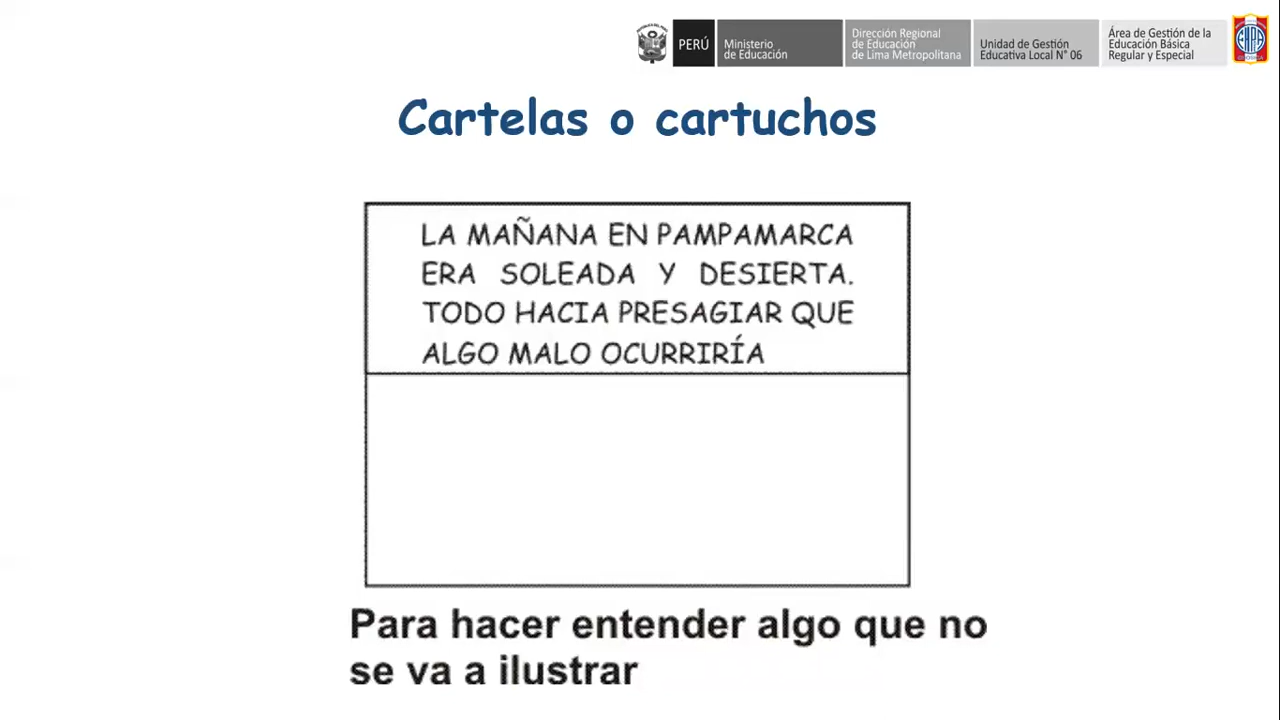 PERÚ
Ministerio
de Educación
Dirección Regional
de Educación
de Lima Metropolitana
Unidad de Gestión
Educativa Local N° 06
Área de Gestión de la
Educación Básica
Regular y Especial
Cartelas o cartuchos
LA MAÑANA EN PAMPAMARCA
ERA SOLEADA Y DESIERTA.
TODO HACIA PRESAGIAR QUE
ALGO MALO OCURRIRÍA
Para hacer entender algo que no
se va a ilustrar